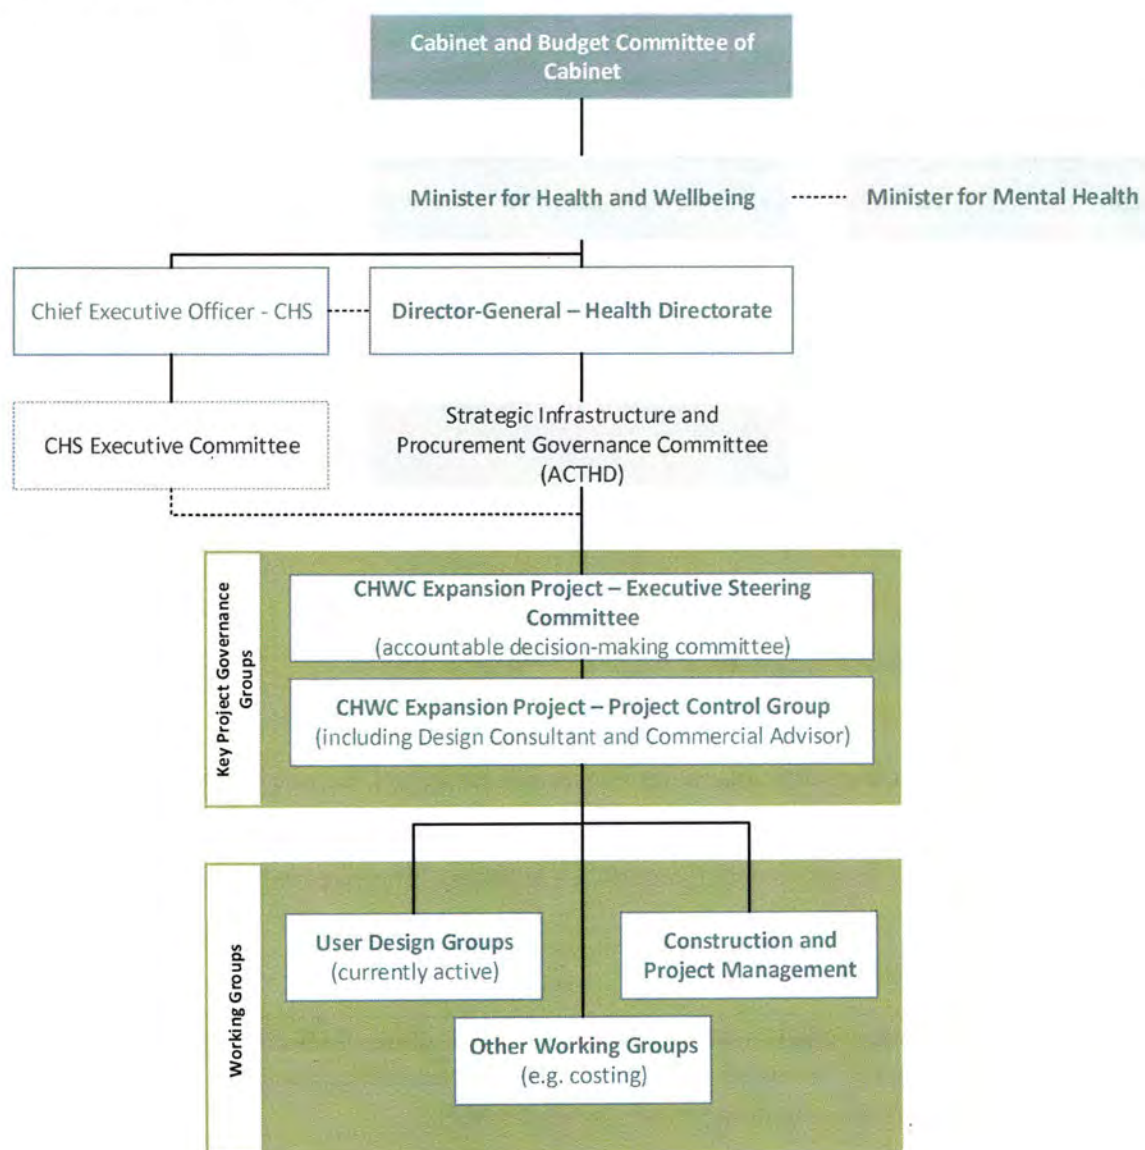 Cabinet and Budget Committee of
Cabinet
Minister for Health and Wellbeing
Minister for Mental Health
Chief Executive Officer - CHS
Director-General – Health Directorate
CHS Executive Committee
Strategic Infrastructure and
Procurement Governance Committee
(ACTHD)
Key Project Governance
Groups
CHWC Expansion Project – Executive Steering
Committee
(accountable decision-making committee)
CHWC Expansion Project – Project Control Group
(including Design Consultant and Commercial Advisor)
Working Groups
User Design Groups
(currently active)
Construction and
Project Management
Other Working Groups
(e.g. costing)